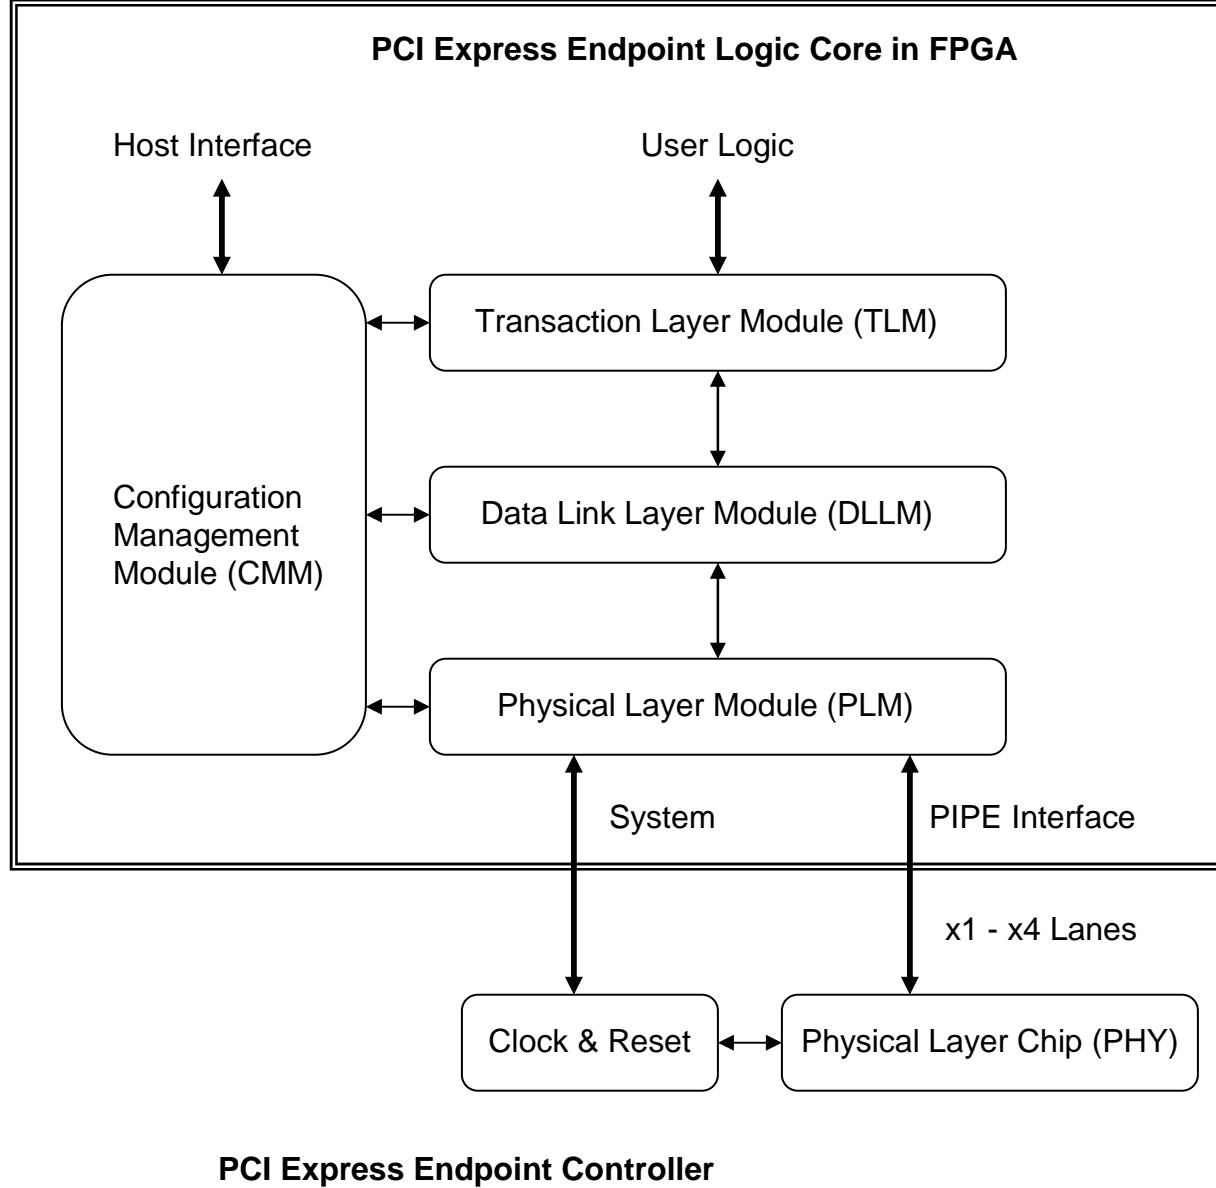 PCI Express Endpoint Logic Core in FPGA
Host Interface
User Logic
Transaction Layer Module (TLM)
Configuration
Management
Module (CMM)
Data Link Layer Module (DLLM)
Physical Layer Module (PLM)
System
PIPE Interface
x1 - x4 Lanes
Clock & Reset
Physical Layer Chip (PHY)
PCI Express Endpoint Controller